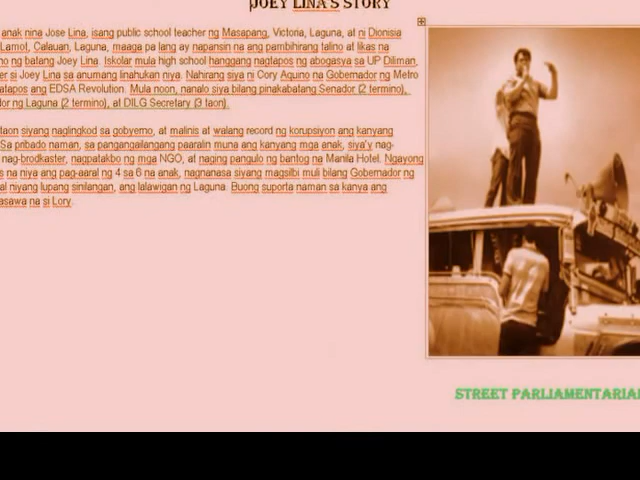 JOEY LINA'S STORY
anak nina Jose Lina, isang public school teacher ng Masapang, Victoria, Laguna, at ni Dionisia
Lamot, Calauan, Laguna, maaga pa lang ay napansin na ang pambihirang talino at likas na
ng batang Joey Lina. Iskolar mula high school hanggang nagtapos ng abogasya sa UP Diliman.
er si Joey Lina sa anumang linahukan niya. Nahirang siya ni Cory Aquino na Gobernador ng Metro
atapos ang EDSA Revolution. Mula noon, nanalo siya bilang pinakabatang Senador (2 termino),
or ng Laguna (2 termino), at DILG Secretary (3 taon).
taon siyang naglingkod sa gobyerno, at malinis at walang record ng korupsiyon ang kanyang
Sa pribado naman, sa pangangailangang paaralin muna ang kanyang mga anak, siya'y nag-
nag-brodkaster, nagpatakbo ng mga NGO, at naging pangulo ng bantog na Manila Hotel. Ngayong
s na niya ang pag-aaral ng 4 sa 6 na anak, nagnanasa siyang magsilbi muli bilang Gobernador ng
al niyang lupang sinilangan, ang lalawigan ng Laguna. Buong suporta naman sa kanya ang
asawa na si Lory.
STREET PARLIAMENTARIA